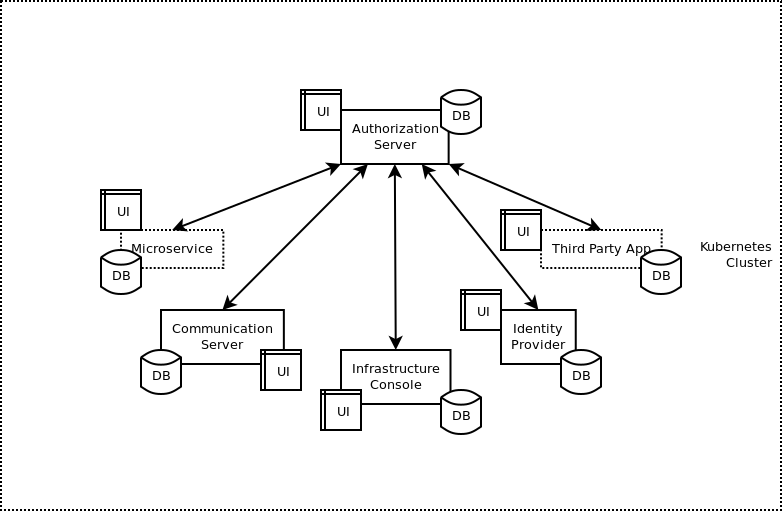 UI
DB
Authorization
Server
UI
Microservice
DB
UI
Third Party App
DB
Kubernetes
Cluster
Communication
Server
DB
UI
Infrastructure
Console
UI
DB
UI
Identity
Provider
DB